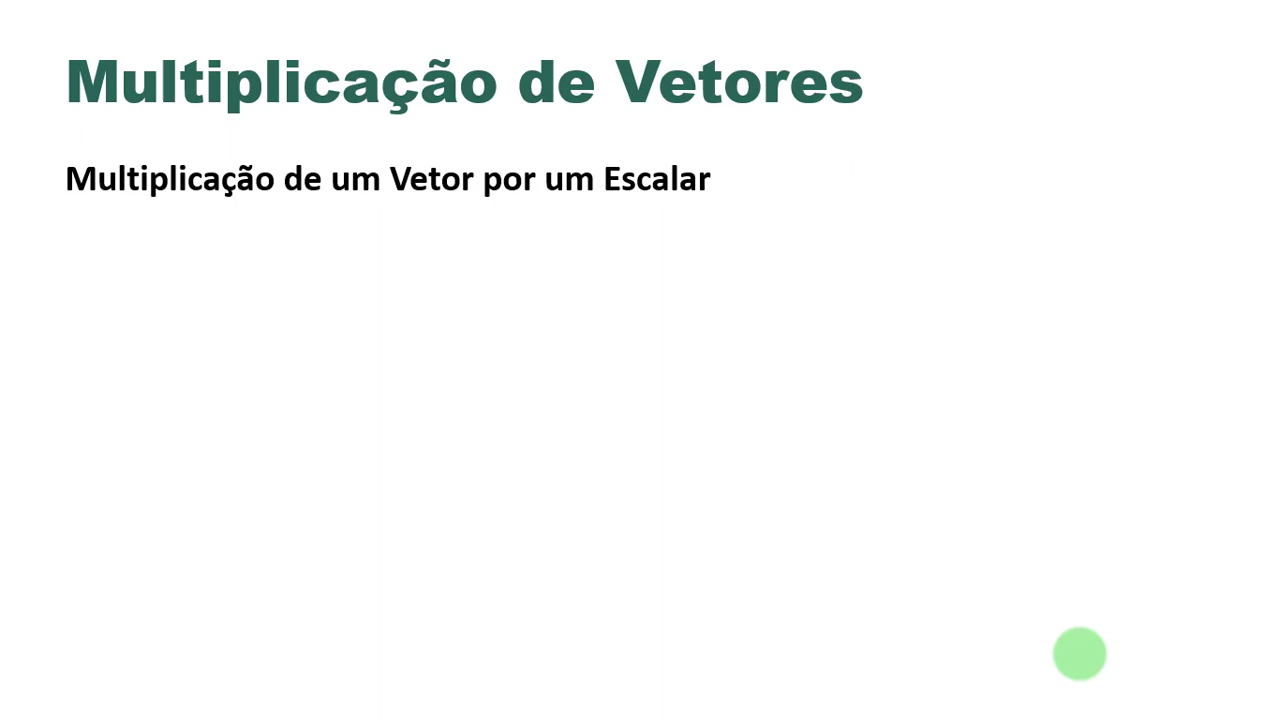 Multiplicação de Vetores
Multiplicação de um Vetor por um Escalar